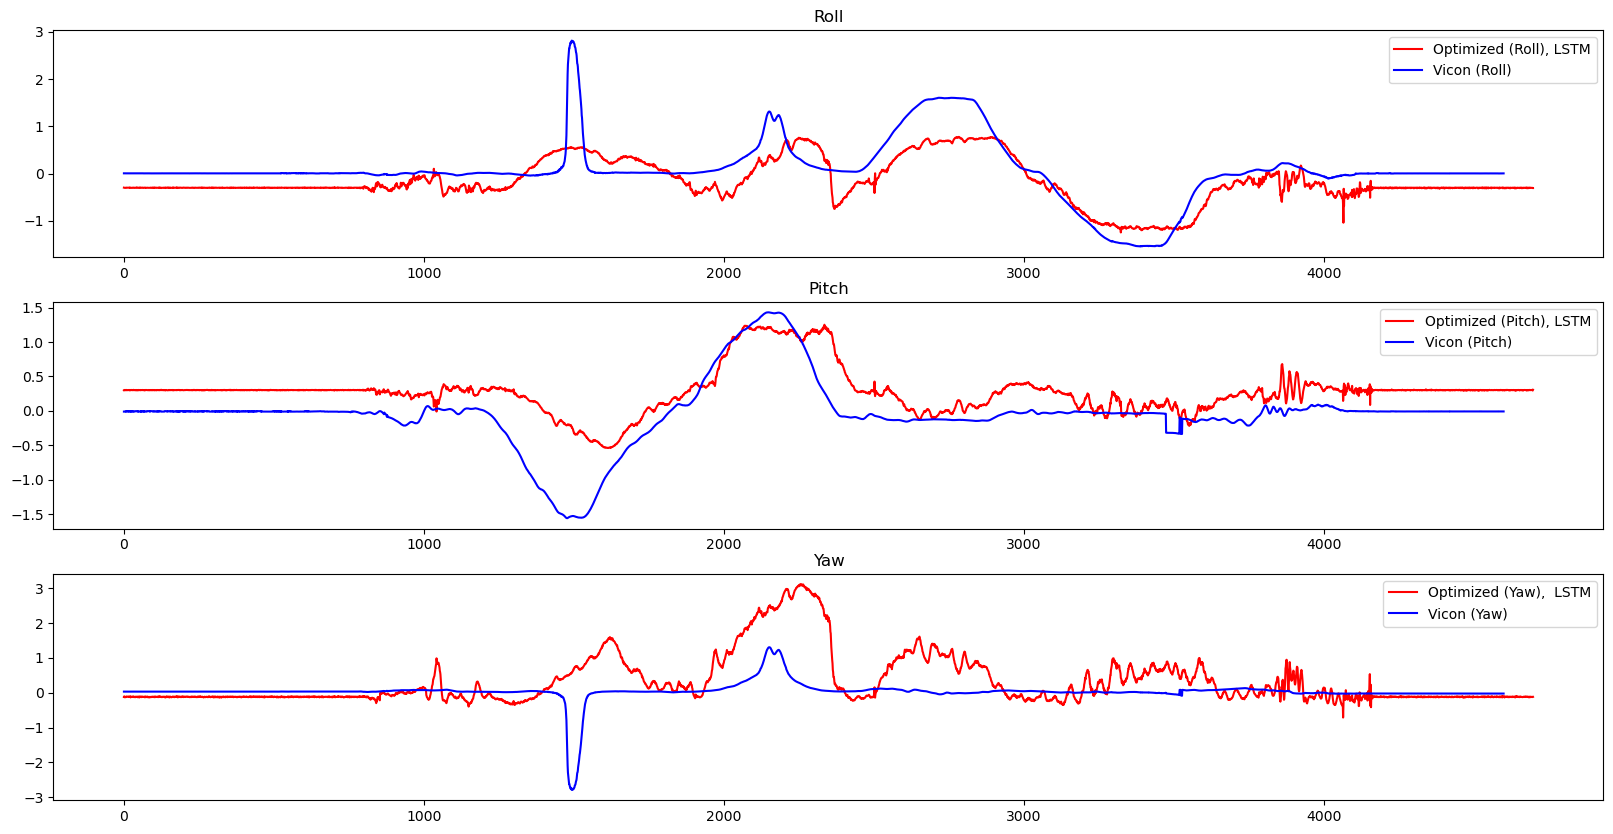 Roll
3
2
1
0
−1
Optimized (Roll), LSTM
Vicon (Roll)
0 1000 2000 3000 4000
Pitch
1.5
1.0
0.5
0.0
−0.5
−1.0
−1.5
Optimized (Pitch), LSTM
Vicon (Pitch)
0 1000 2000 3000 4000
Yaw
3
2
1
0
−1
−2
−3
Optimized (Yaw),  LSTM
Vicon (Yaw)
0 1000 2000 3000 4000